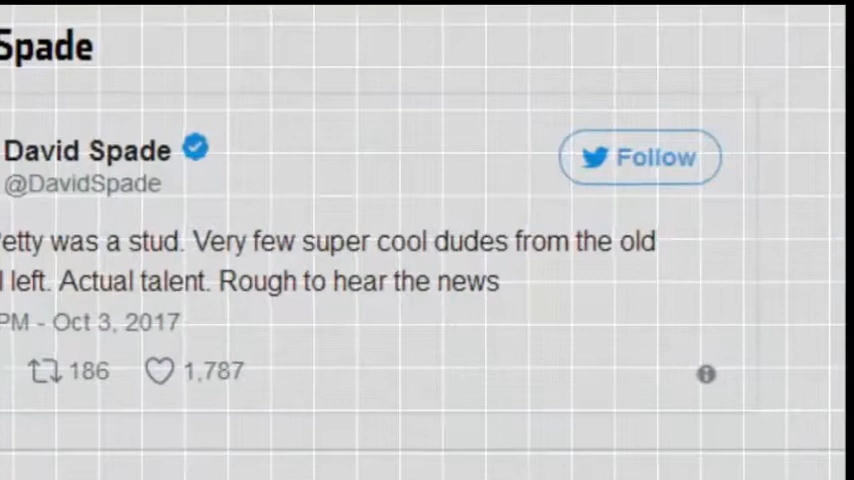 Spade
David Spade
Follow
@DavidSpade
etty was a stud. Very few super cool dudes from the old
left. Actual talent. Rough to hear the news
PM - Oct 3, 2017
186 1,787